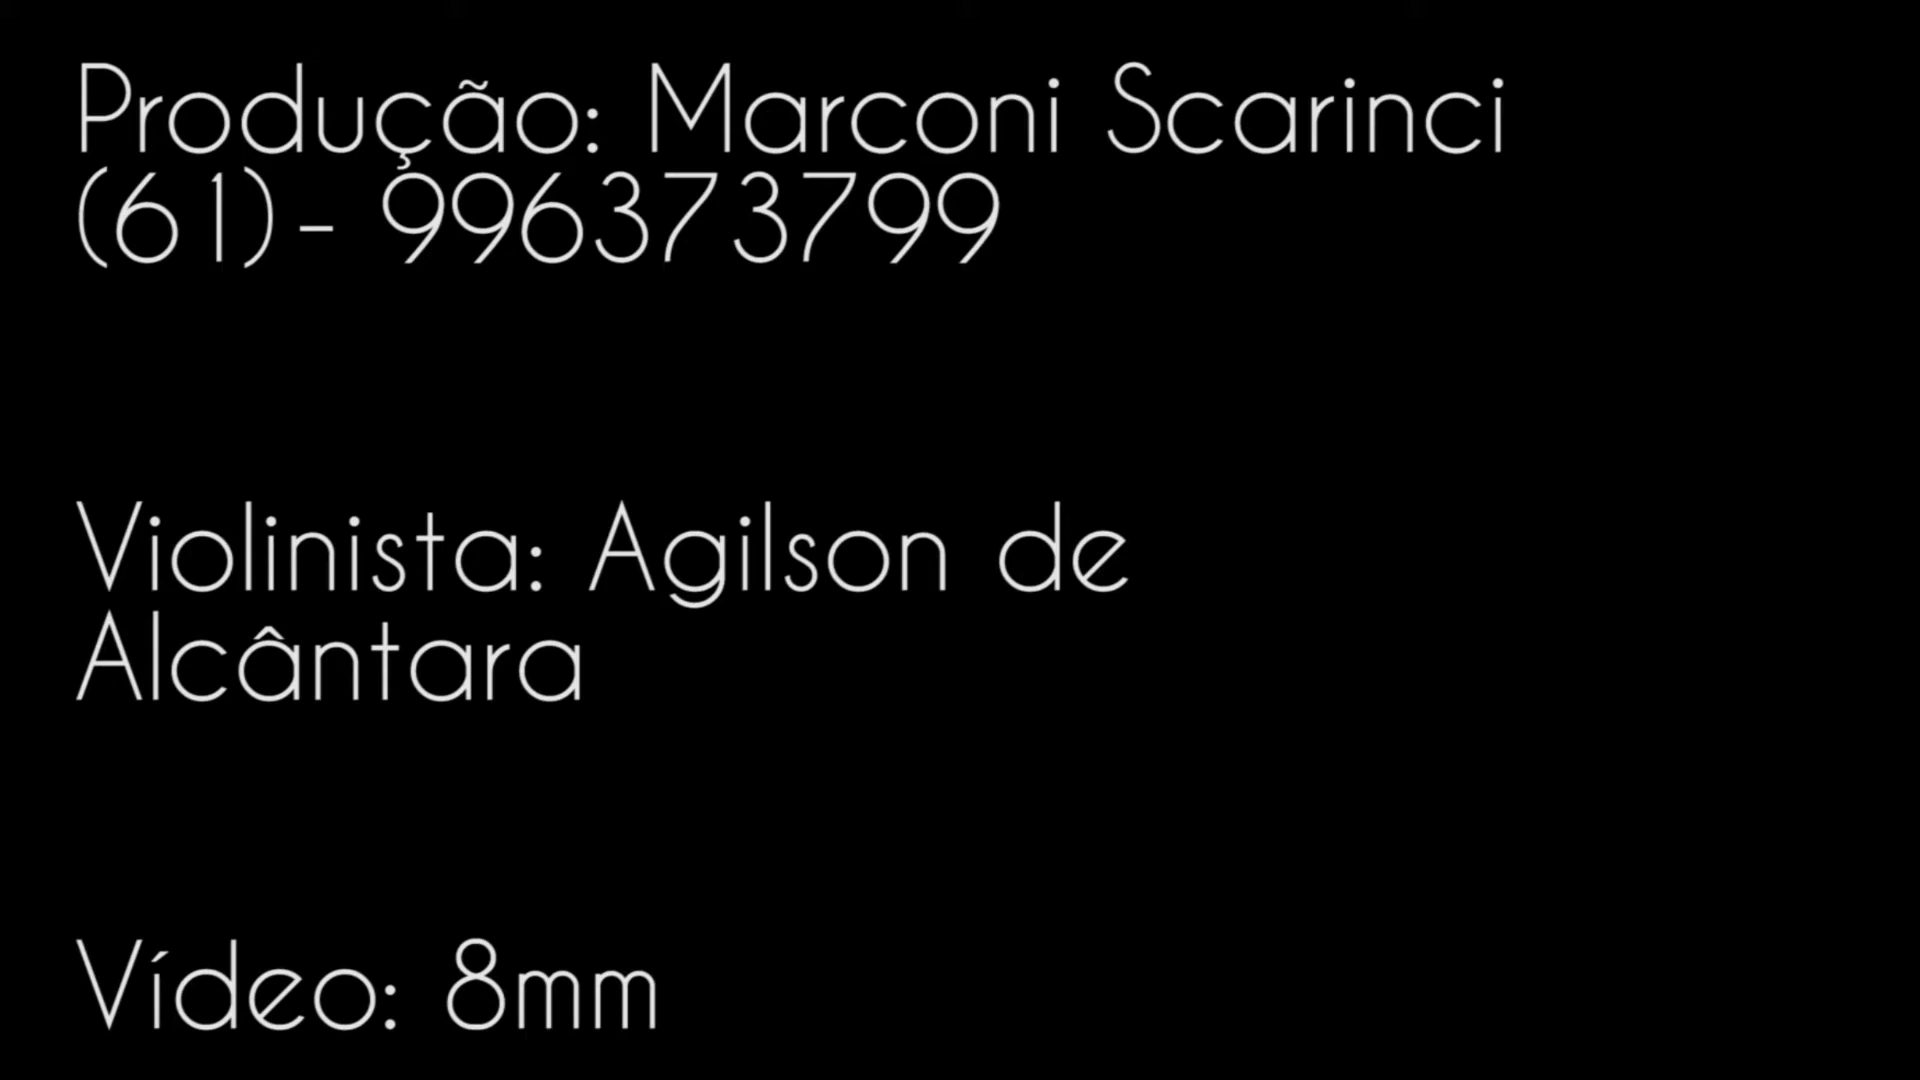 Produção: Marconi Scarinci
(61)- 996373799
Violinista: Agilson de
Alcântara
Vídeo: 8mm